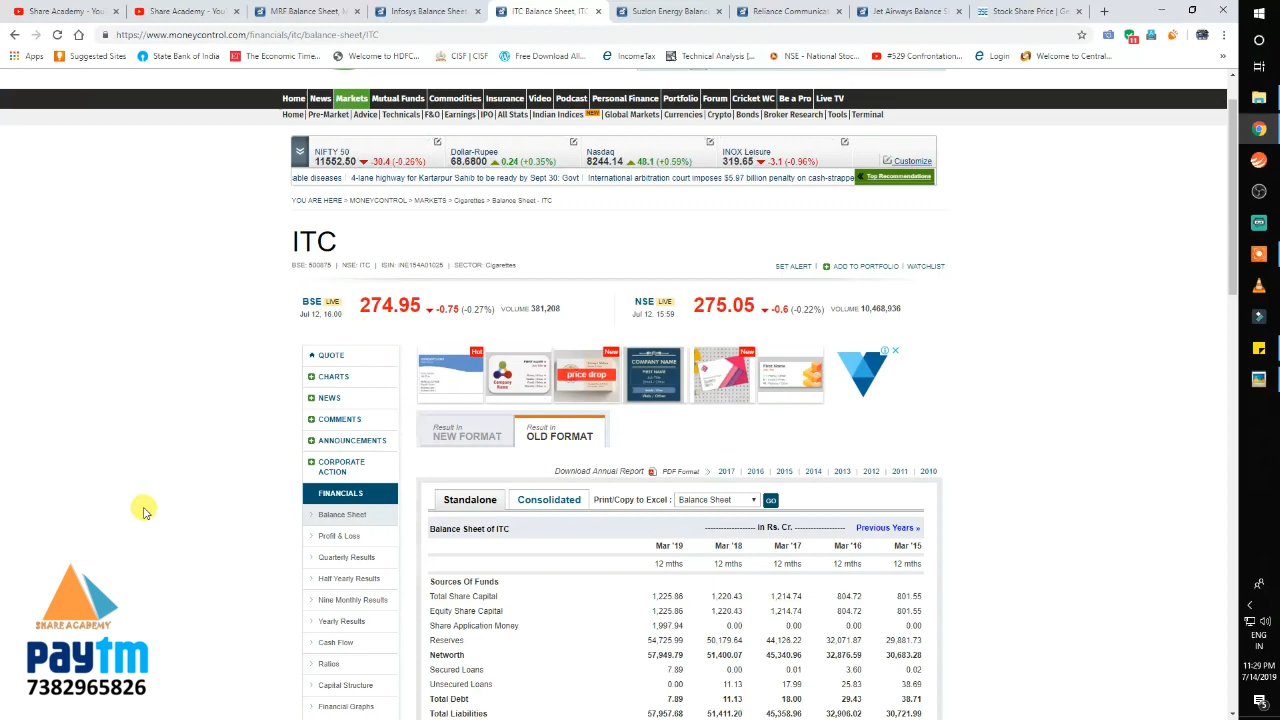 Share Academy - You
Share Academy - You
MRF Balance Sheet, M
Infosys Balance Sheet,
ITC Balance Sheet, ITC
Suzlon Energy Balanc
Reliance Communicat
Jet Airways Balance S
Stock Share Price | Ge
https://www.moneycontrol.com/financials/itc/balance-sheet/ITC
11
Apps
Suggested Sites
State Bank of India
The Economic Time...
Welcome to HDFC...
CISF | CISF
Free Download All...
IncomeTax
Technical Analysis [...
NSE - National Stoc...
#529 Confrontation...
Login
Welcome to Central...
»
Home News Markets Mutual Funds Commodities Insurance Video Podcast Personal Finance Portfolio Forum Cricket WC Be a Pro Live TV
Home Pre-Market Advice Technicals F&O Earnings IPO All Stats Indian Indices NEW Global Markets Currencies Crypto Bonds Broker Research Tools Terminal
NIFTY 50
11552.50 -30.4 (-0.26%)
Dollar-Rupee
68.6800 0.24 (+0.35%)
Nasdaq
8244.14 48.1 (+0.59%)
INOX Leisure
319.65 -3.1 (-0.96%)
Customize
able diseases 4-lane highway for Kartarpur Sahib to be ready by Sept 30: Govt International arbitration court imposes $5.97 billion penalty on cash-strappe
Top Recommendations
YOU ARE HERE > MONEYCONTROL > MARKETS > Cigarettes > Balance Sheet - ITC
ITC
BSE: 500875 | NSE: ITC | ISIN: INE154A01025 | SECTOR: Cigarettes
SET ALERT | ADD TO PORTFOLIO | WATCHLIST
BSE LIVE
Jul 12, 16:00
274.95 -0.75 (-0.27%) VOLUME 381,208
NSE LIVE
Jul 12, 15:59
275.05 -0.6 (-0.22%) VOLUME 10,468,936
QUOTE
CHARTS
NEWS
COMMENTS
ANNOUNCEMENTS
CORPORATE
ACTION
FINANCIALS
Balance Sheet
Profit & Loss
Quarterly Results
Half Yearly Results
Nine Monthly Results
Yearly Results
Cash Flow
Ratios
Capital Structure
Financial Graphs
Hot
New
price drop
COMPANY NAME
New
Result in
NEW FORMAT
Result in
OLD FORMAT
Download Annual Report PDF Format 2017 | 2016 | 2015 | 2014 | 2013 | 2012 | 2011 | 2010
Standalone Consolidated Print/Copy to Excel : Balance Sheet GO
Balance Sheet of ITC ------------------- in Rs. Cr. ------------------- Previous Years »
Mar '19 Mar '18 Mar '17 Mar '16 Mar '15
12 mths 12 mths 12 mths 12 mths 12 mths
Sources Of Funds
Total Share Capital 1,225.86 1,220.43 1,214.74 804.72 801.55
Equity Share Capital 1,225.86 1,220.43 1,214.74 804.72 801.55
Share Application Money 1,997.94 0.00 0.00 0.00 0.00
Reserves 54,725.99 50,179.64 44,126.22 32,071.87 29,881.73
Networth 57,949.79 51,400.07 45,340.96 32,876.59 30,683.28
Secured Loans 7.89 0.00 0.01 3.60 0.02
Unsecured Loans 0.00 11.13 17.99 25.83 38.69
Total Debt 7.89 11.13 18.00 29.43 38.71
Total Liabilities 57,957.68 51,411.20 45,358.96 32,906.02 30,721.99
SHARE ACADEMY
paytm
7382965826
ENG
IN
11:29 PM
7/14/2019
5